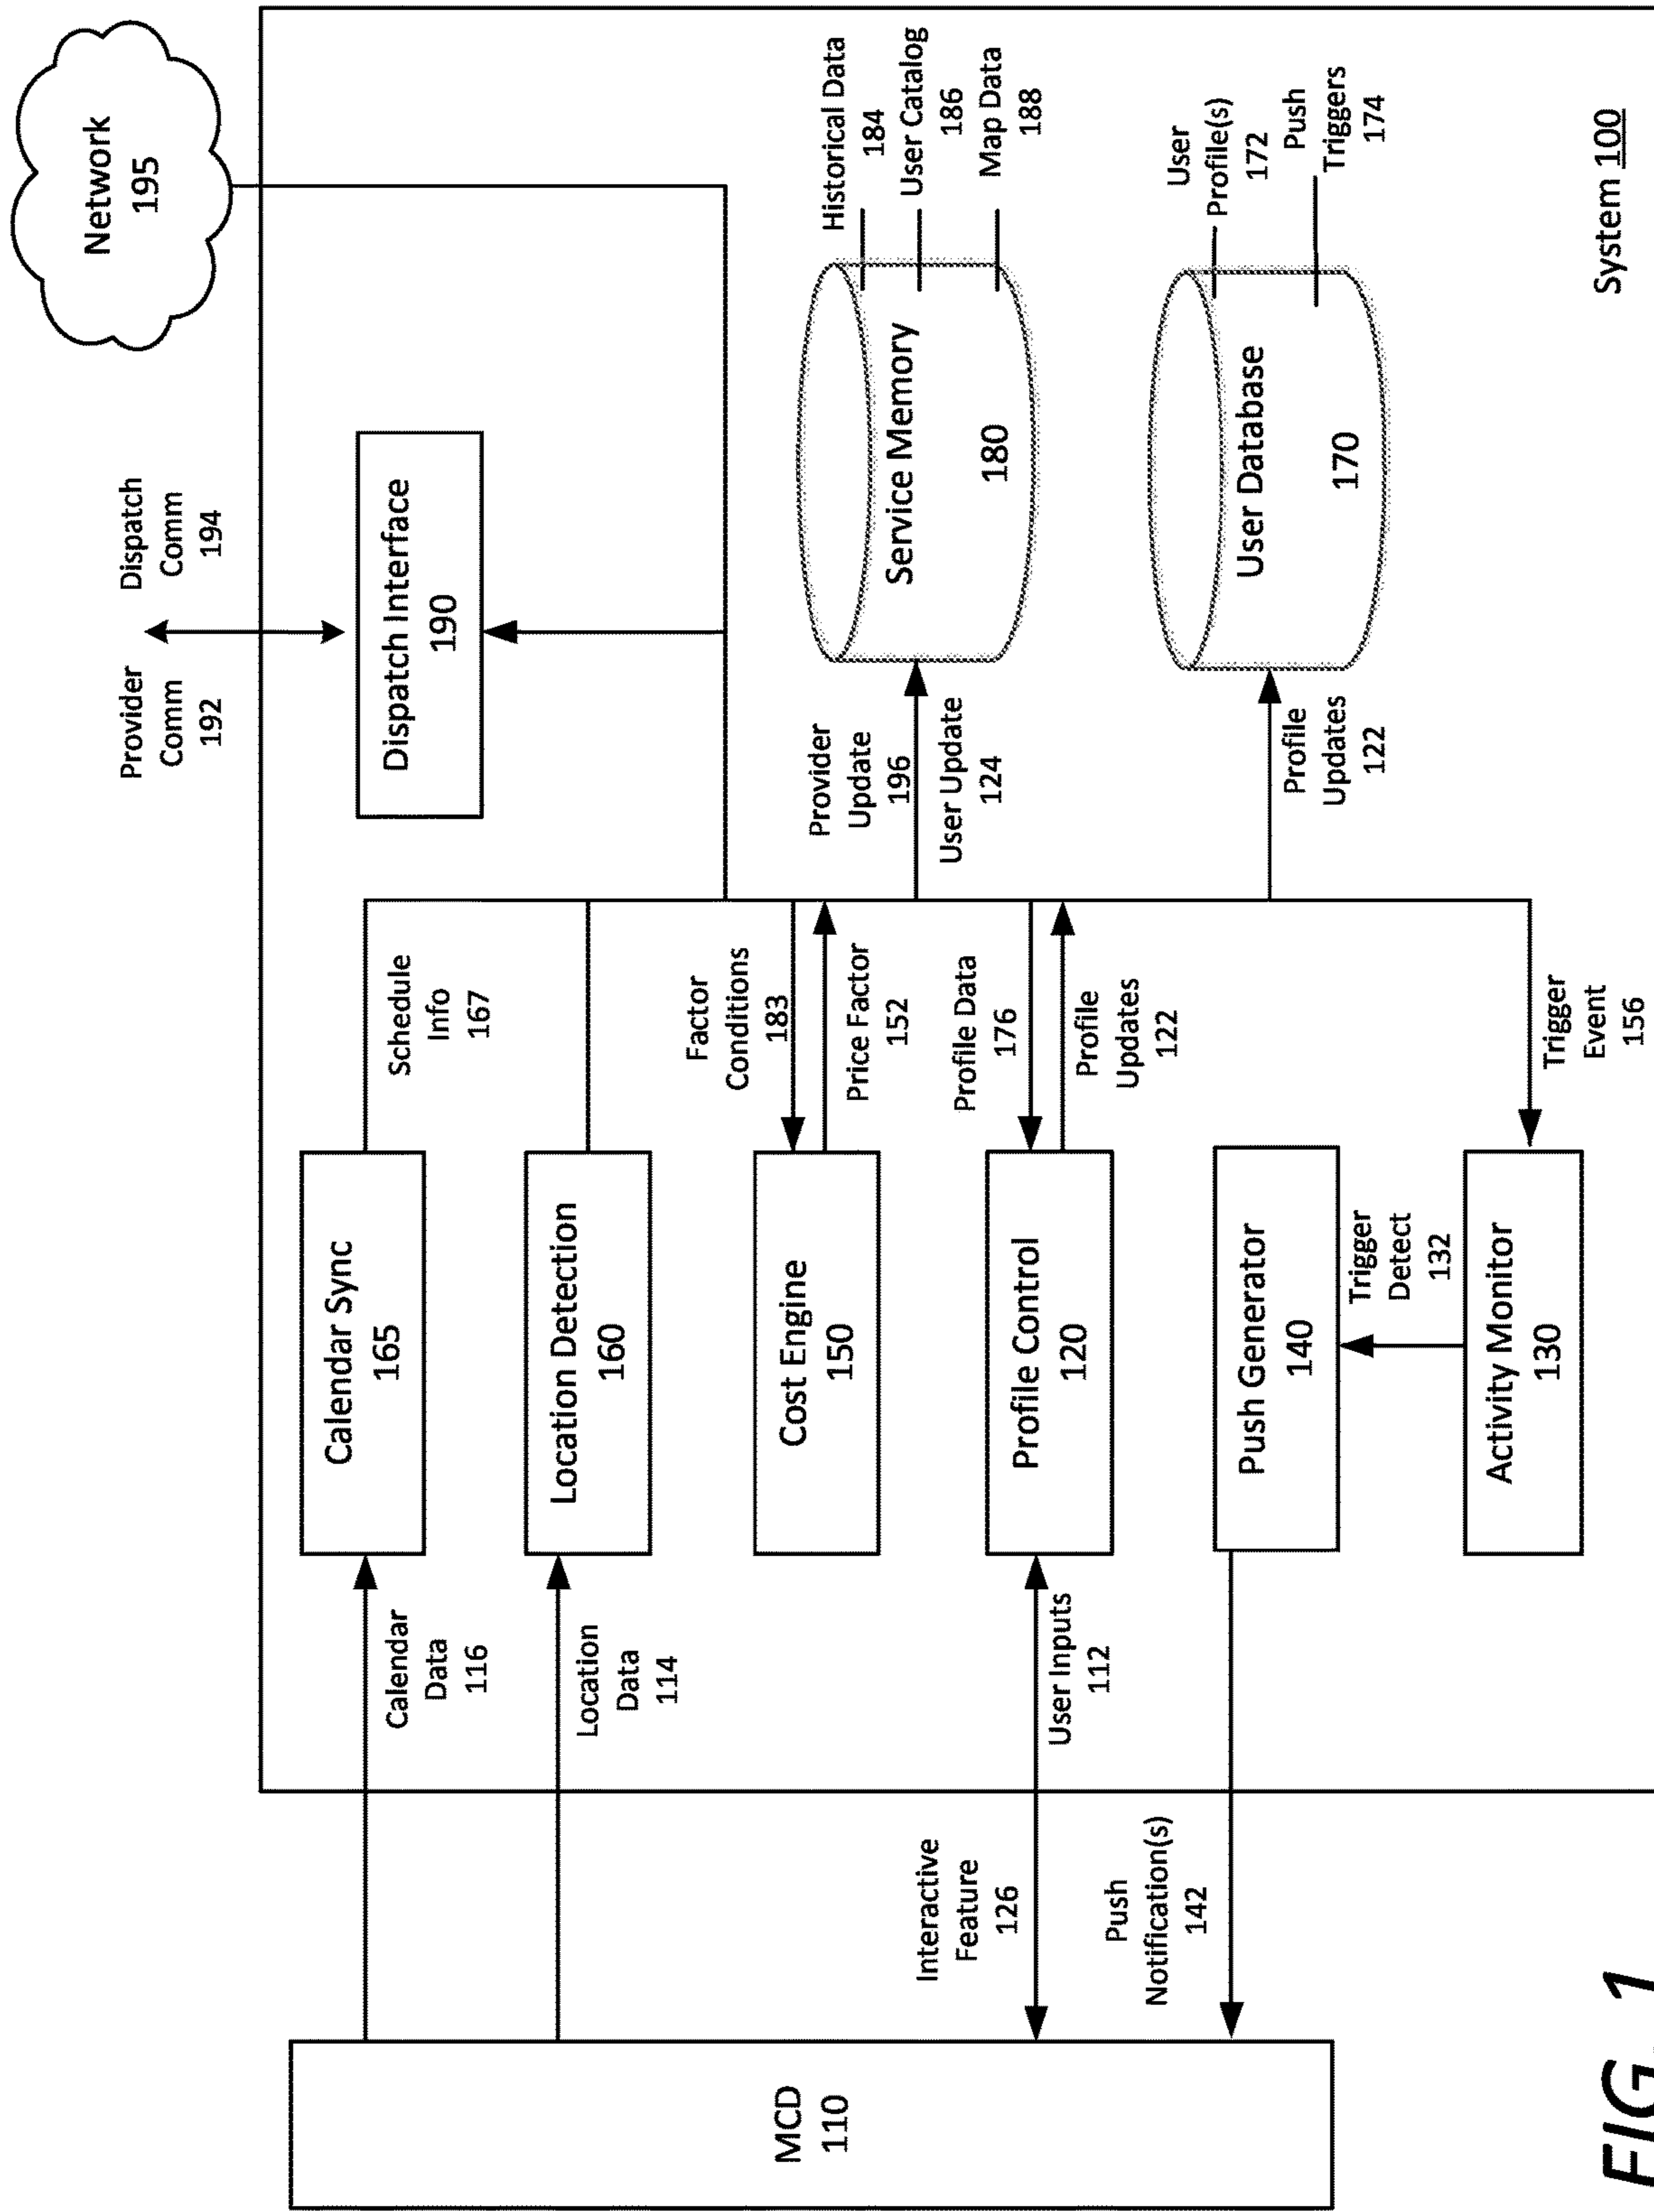 Network
195
Provider
Comm
192
Dispatch
Comm
194
Dispatch Interface
190
Calendar Sync
165
Schedule
Info
167
Calendar
Data
116
Location Detection
160
Location
Data
114
Cost Engine
150
Factor
Conditions
183
Price Factor
152
Provider
Update
196
User Update
124
Service Memory
180
Historical Data
184
User Catalog
186
Map Data
188
MCD
110
Interactive
Feature
126
User Inputs
112
Profile Control
120
Profile Data
176
Profile
Updates
122
Profile
Updates
122
User Database
170
User
Profile(s)
172
Push
Triggers
174
Push
Notification(s)
142
Push Generator
140
Trigger
Detect
132
Activity Monitor
130
Trigger
Event
156
System 100
FIG. 1